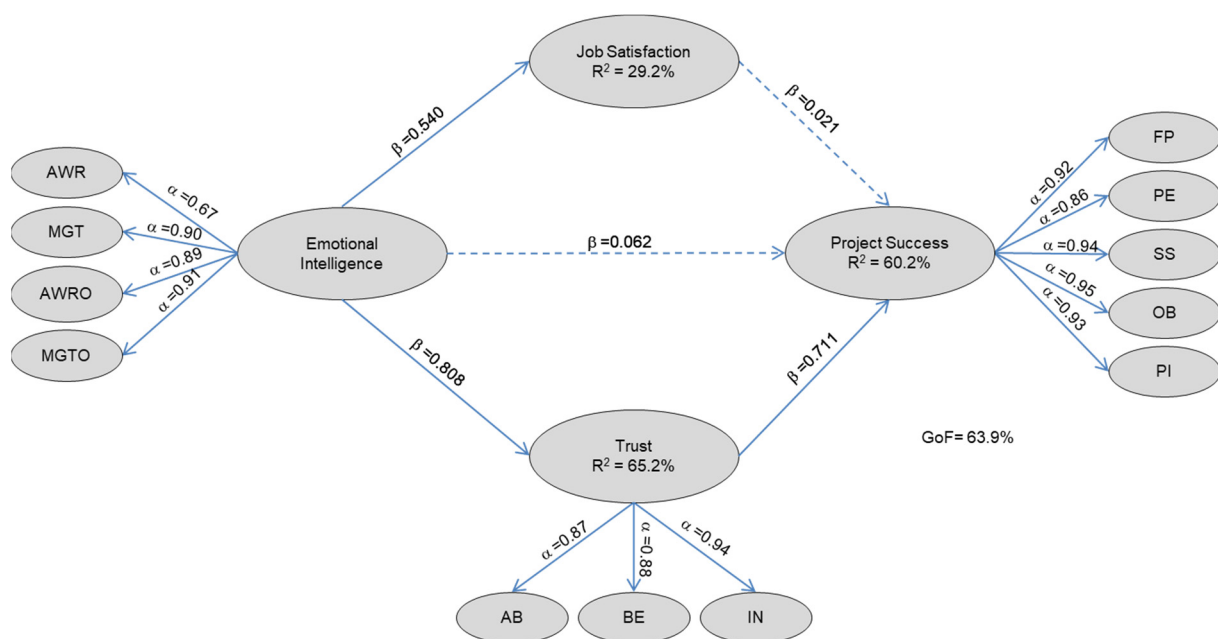 Job Satisfaction
R² = 29.2%
β =0.540
β =0.021
AWR
MGT
AWRO
MGTO
α =0.67
α =0.90
α =0.89
α =0.91
Emotional
Intelligence
β=0.062
Project Success
R² = 60.2%
α =0.92
α =0.86
α =0.94
α =0.95
α =0.93
FP
PE
SS
OB
PI
β =0.808
β =0.711
Trust
R² = 65.2%
GoF= 63.9%
α =0.87
α =0.88
α =0.94
AB
BE
IN